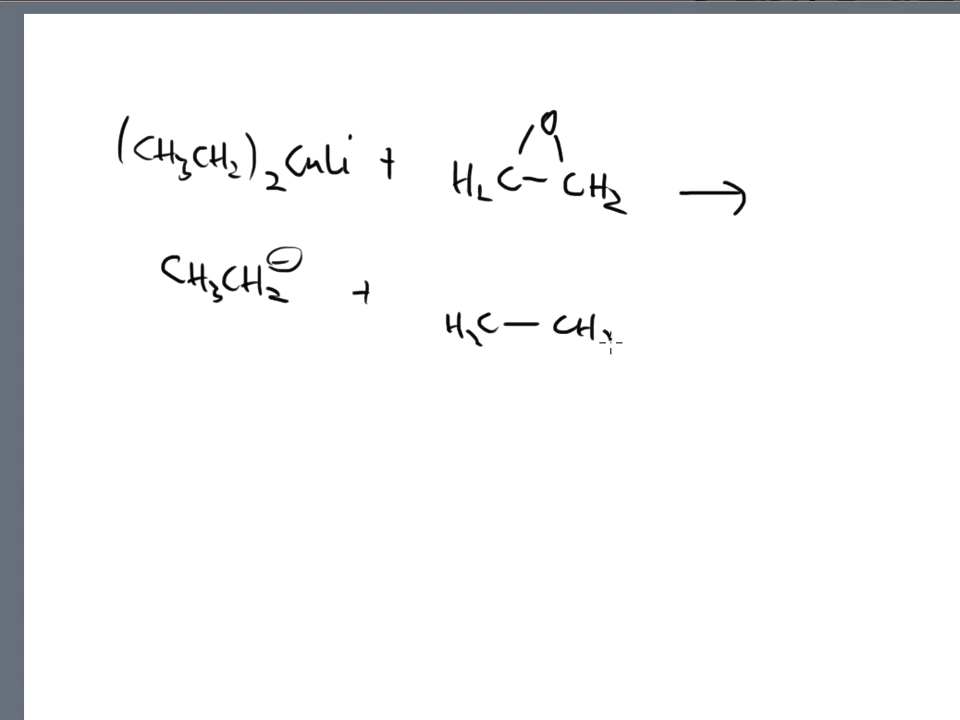 O
(CH3CH2)2CuLi + H2C – CH2 →
CH3CH2⊖ + H2C — CH2